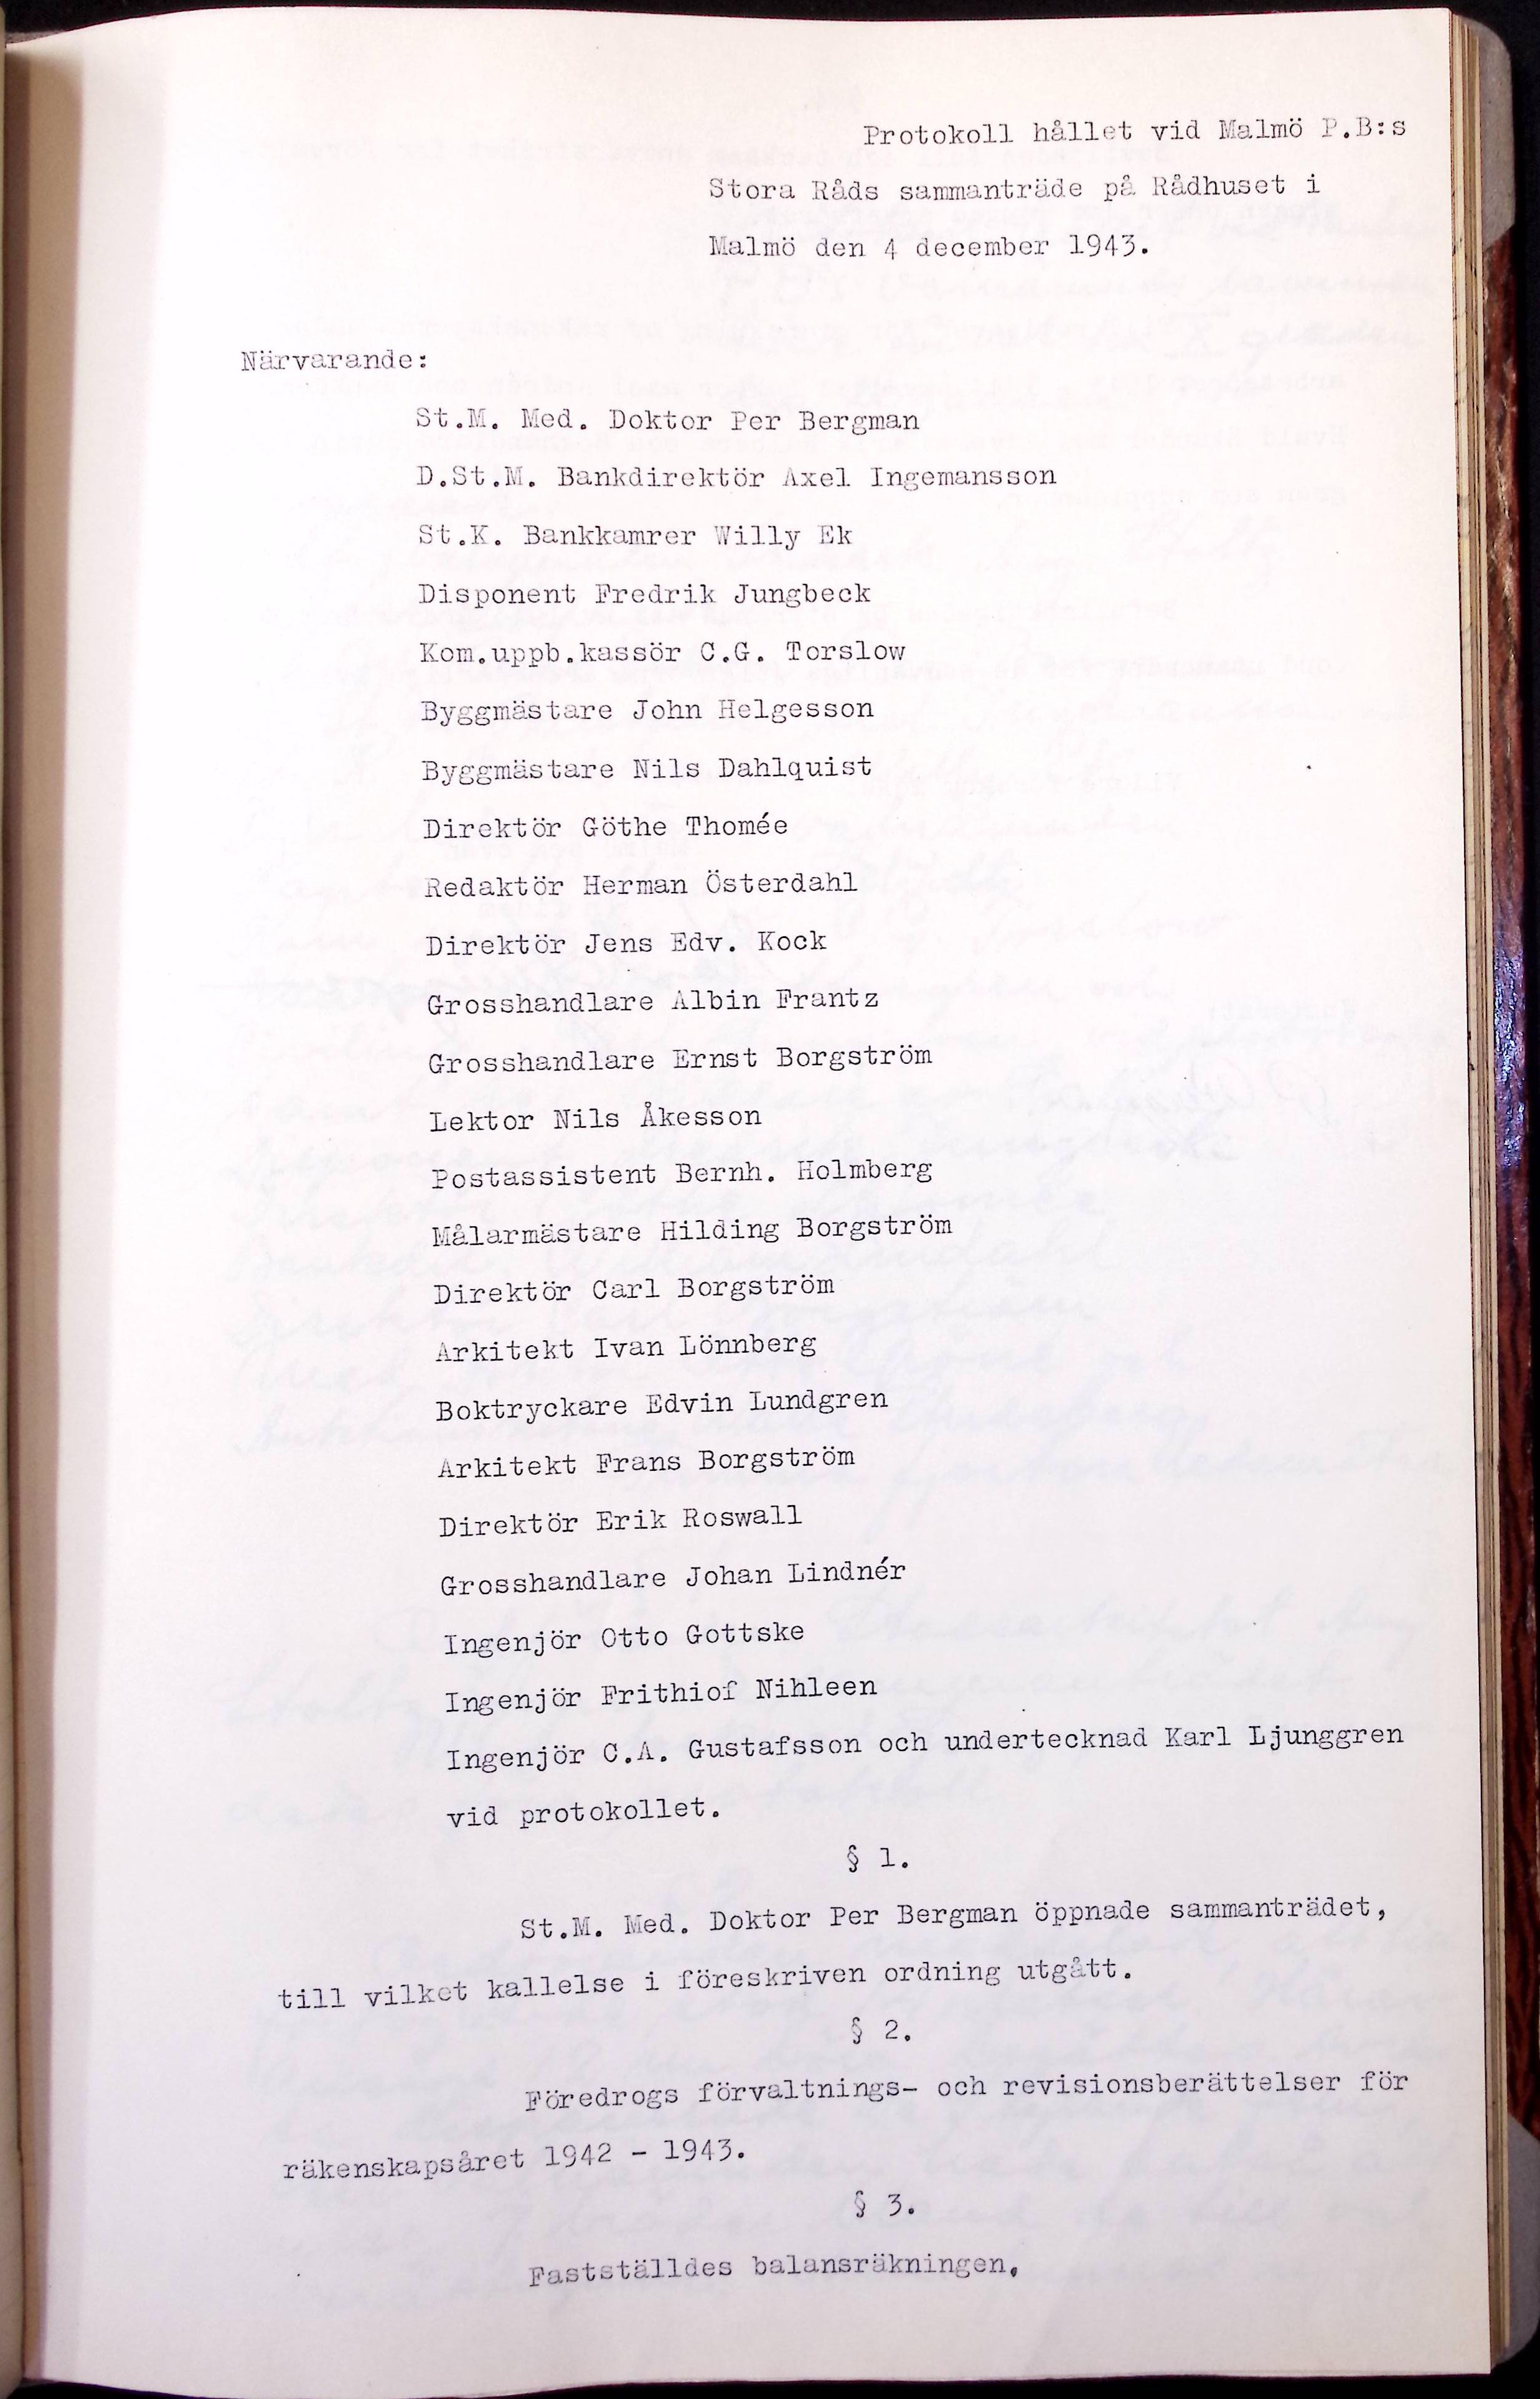 Protokoll hållet vid Malmö P.B:s
Stora Råds sammanträde på Rådhuset i
Malmö den 4 december 1943.
Närvarande:
St.M. Med. Doktor Per Bergman
D.St.M. Bankdirektör Axel Ingemansson
St.K. Bankkamrer Willy Ek
Disponent Fredrik Jungbeck
Kom.uppb.kassör C.G. Torslow
Byggmästare John Helgesson
Byggmästare Nils Dahlquist
Direktör Göthe Thomée
Redaktör Herman Österdahl
Direktör Jens Edv. Kock
Grosshandlare Albin Frantz
Grosshandlare Ernst Borgström
Lektor Nils Åkesson
Postassistent Bernh. Holmberg
Målarmästare Hilding Borgström
Direktör Carl Borgström
Arkitekt Ivan Lönnberg
Boktryckare Edvin Lundgren
Arkitekt Frans Borgström
Direktör Erik Roswall
Grosshandlare Johan Lindnér
Ingenjör Otto Gottske
Ingenjör Frithiof Nihleen
Ingenjör C.A. Gustafsson och undertecknad Karl Ljunggren
vid protokollet.
§ 1.
St.M. Med. Doktor Per Bergman öppnade sammanträdet,
till vilket kallelse i föreskriven ordning utgått.
§ 2.
Föredrogs förvaltnings- och revisionsberättelser för
räkenskapsåret 1942 - 1943.
§ 3.
Fastställdes balansräkningen.